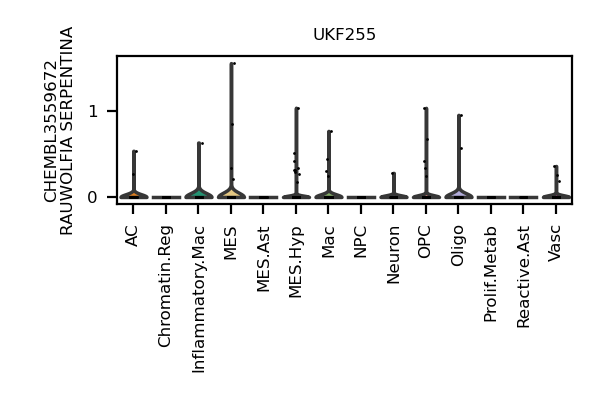 UKF255
CHEMBL3559672
RAUWOLFIA SERPENTINA
1
0
AC
Chromatin.Reg
Inflammatory.Mac
MES
MES.Ast
MES.Hyp
Mac
NPC
Neuron
OPC
Oligo
Prolif.Metab
Reactive.Ast
Vasc